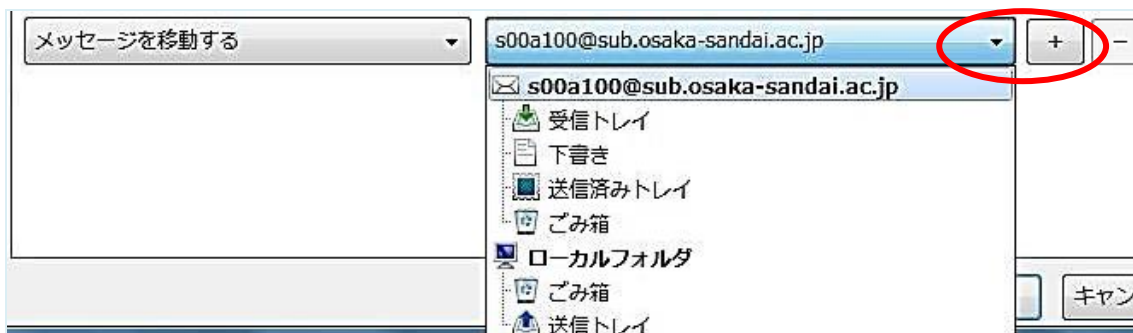 メッセージを移動する
s00a100@sub.osaka-sandai.ac.jp
+
-
s00a100@sub.osaka-sandai.ac.jp
受信トレイ
下書き
送信済みトレイ
ごみ箱
ローカルフォルダ
ごみ箱
キャン
送信トレイ